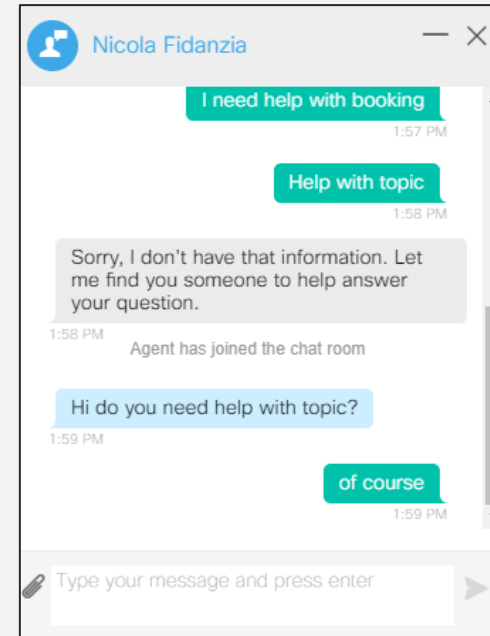 Nicola Fidanzia
I need help with booking
1:57 PM
Help with topic
1:58 PM
Sorry, I don't have that information. Let
me find you someone to help answer
your question.
1:58 PM
Agent has joined the chat room
Hi do you need help with topic?
1:59 PM
of course
1:59 PM
Type your message and press enter